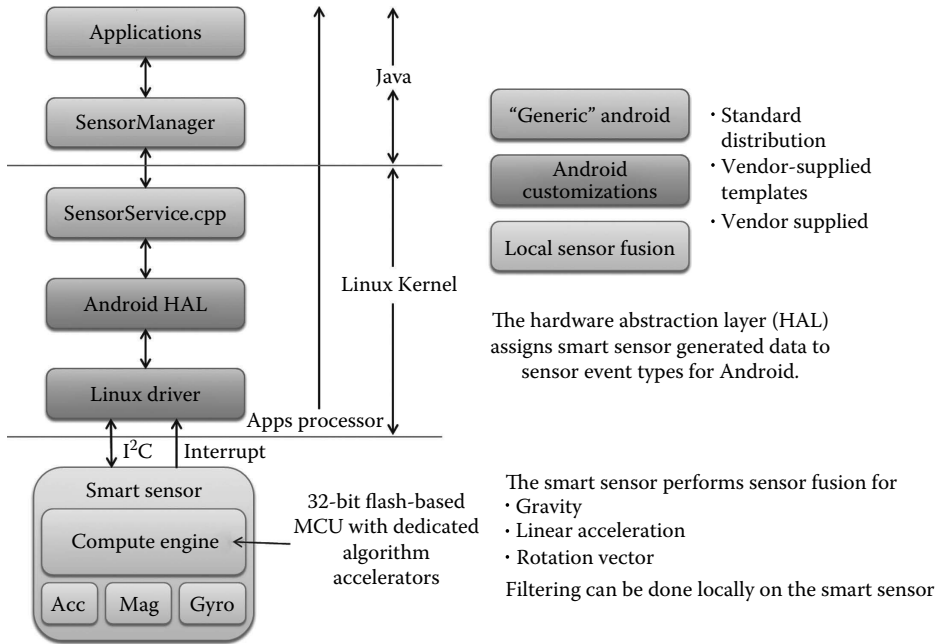 Applications
SensorManager
SensorService.cpp
Android HAL
Linux driver
I²C
Interrupt
Apps processor
Java
Linux Kernel
Smart sensor
Compute engine
Acc
Mag
Gyro
32-bit flash-based
MCU with dedicated
algorithm
accelerators
“Generic” android
Android
customizations
Local sensor fusion
• Standard
distribution
• Vendor-supplied
templates
• Vendor supplied
The hardware abstraction layer (HAL)
assigns smart sensor generated data to
sensor event types for Android.
The smart sensor performs sensor fusion for
• Gravity
• Linear acceleration
• Rotation vector
Filtering can be done locally on the smart sensor